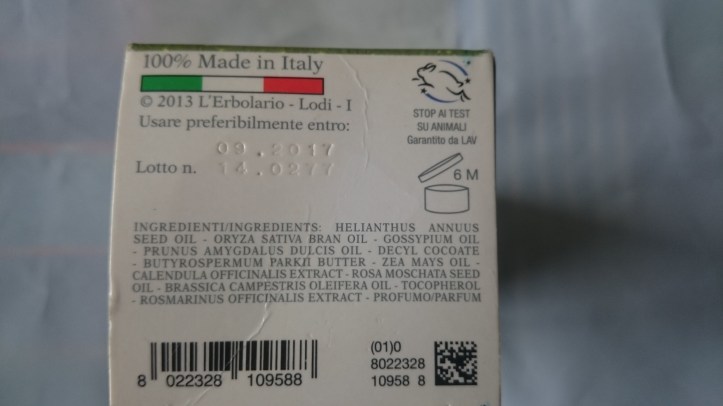 100% Made in Italy
© 2013 L'Erbolario - Lodi - I
Usare preferibilmente entro:
09.2017
Lotto n. 14.0277
STOP AI TEST
SU ANIMALI
Garantito da LAV
6 M
INGREDIENTI/INGREDIENTS: HELIANTHUS ANNUUS
SEED OIL - ORYZA SATIVA BRAN OIL - GOSSYPIUM OIL
- PRUNUS AMYGDALUS DULCIS OIL - DECYL COCOATE
- BUTYROSPERMUM PARKII BUTTER - ZEA MAYS OIL -
CALENDULA OFFICINALIS EXTRACT - ROSA MOSCHATA SEED
OIL - BRASSICA CAMPESTRIS OLEIFERA OIL - TOCOPHEROL
- ROSMARINUS OFFICINALIS EXTRACT - PROFUMO/PARFUM
8 022328 109588
(01)0
8022328
10958 8